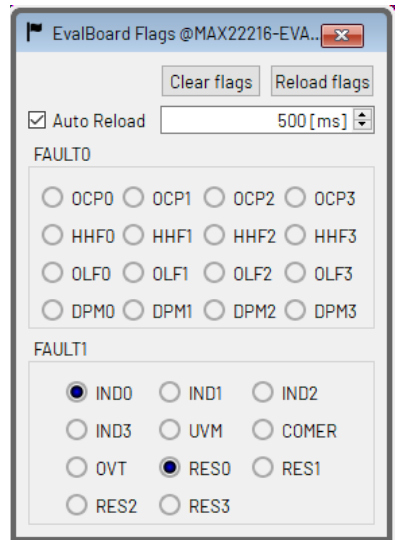 EvalBoard Flags @MAX22216-EVA..
Clear flags Reload flags
Auto Reload 500 [ms]
FAULT0
OCP0 OCP1 OCP2 OCP3
HHF0 HHF1 HHF2 HHF3
OLF0 OLF1 OLF2 OLF3
DPM0 DPM1 DPM2 DPM3
FAULT1
IND0 IND1 IND2
IND3 UVM COMER
OVT RES0 RES1
RES2 RES3